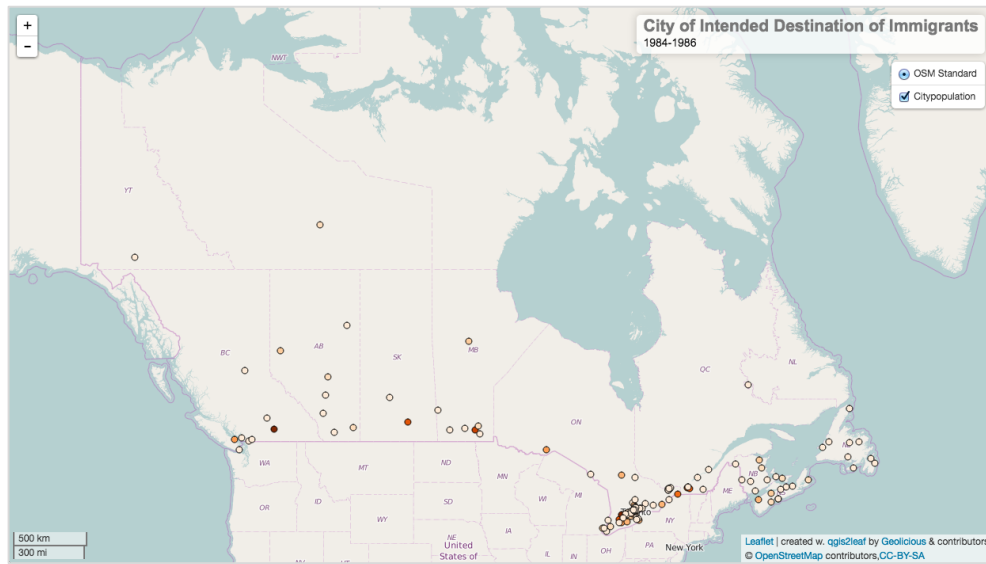 +
−
City of Intended Destination of Immigrants
1984-1986
OSM Standard
Citypopulation
NWT
YT
BC
AB
SK
MB
ON
QC
NL
NB
WA
MT
ND
MN
OR
ID
SD
WI
MI
ME
WY
NE
IA
IL
IN
OH
PA
NY
New York
United
States of
500 km
300 mi
Leaflet | created w. qgis2leaf by Geolicious & contributors
© OpenStreetMap contributors,CC-BY-SA